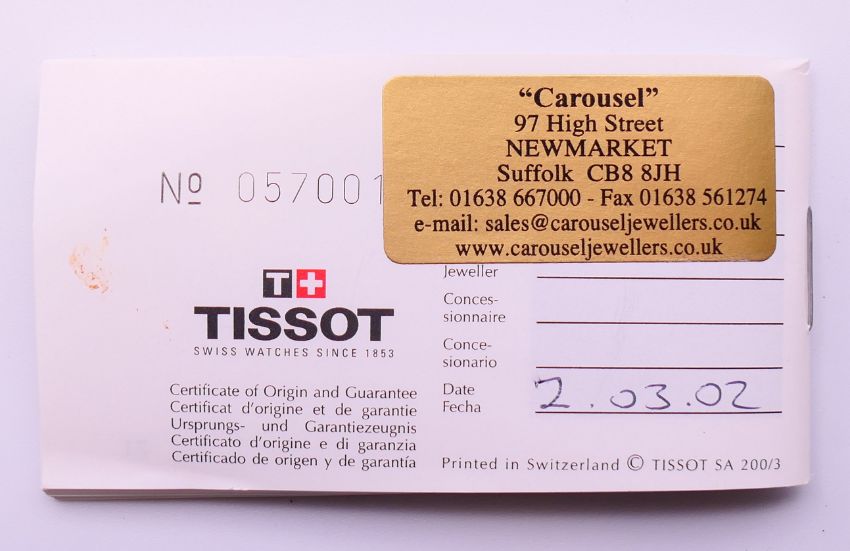 “Carousel”
97 High Street
NEWMARKET
Suffolk CB8 8JH
Tel: 01638 667000 - Fax 01638 561274
e-mail: sales@carouseljewellers.co.uk
www.carouseljewellers.co.uk
Nº 057001
T+
TISSOT
SWISS WATCHES SINCE 1853
Certificate of Origin and Guarantee
Certificat d'origine et de garantie
Ursprungs- und Garantiezeugnis
Certificato d'origine e di garanzia
Certificado de origen y de garantía
Jeweller
Conces-
sionnaire
Conce-
sionario
Date
Fecha
2.03.02
Printed in Switzerland © TISSOT SA 200/3